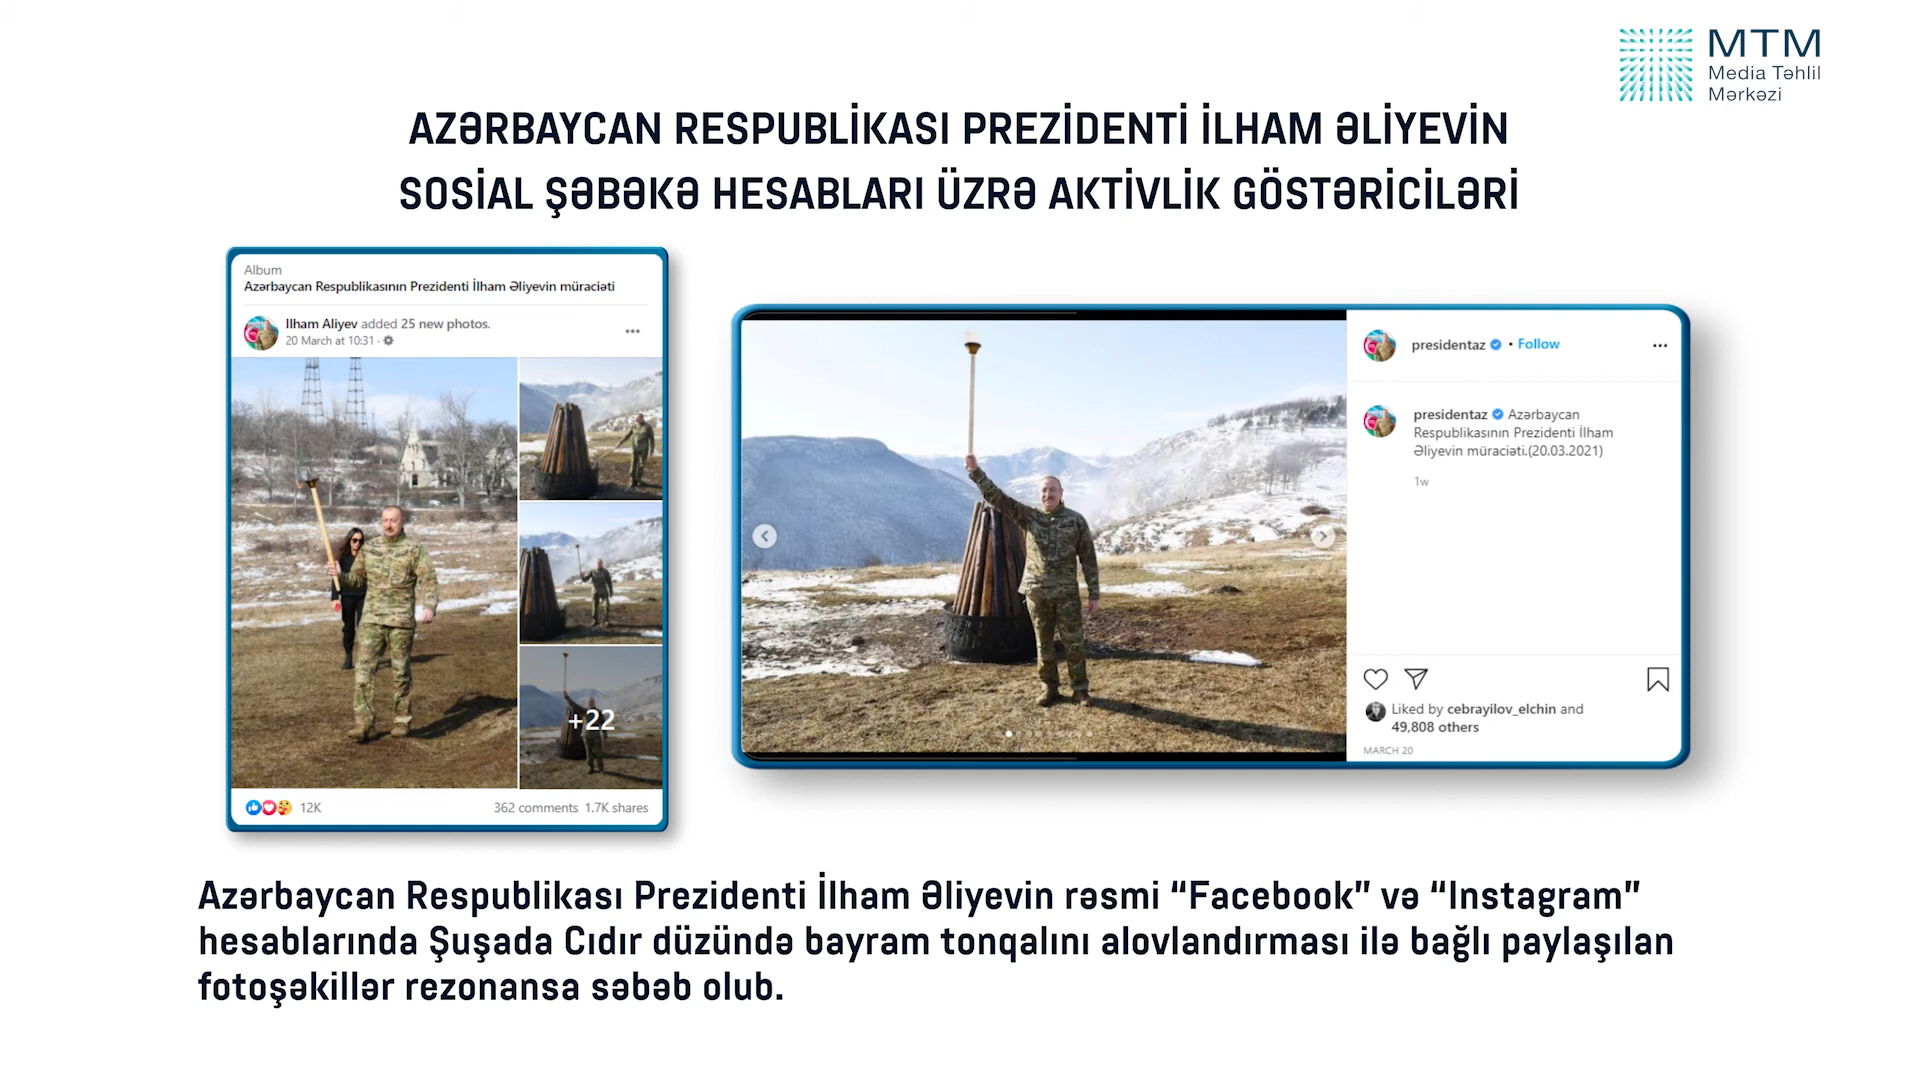 MTM
Media Təhlil
Mərkəzi
AZƏRBAYCAN RESPUBLİKASI PREZİDENTİ İLHAM ƏLİYEVİN
SOSİAL ŞƏBƏKƏ HESABLARI ÜZRƏ AKTİVLİK GÖSTƏRİCİLƏRİ
Album
Azərbaycan Respublikasının Prezidenti İlham Əliyevin müraciəti
Ilham Aliyev added 25 new photos.
20 March at 10:31 ·
+22
12K
362 comments 1.7K shares
presidentaz • Follow
presidentaz Azərbaycan
Respublikasının Prezidenti İlham
Əliyevin müraciəti.(20.03.2021)
1w
Liked by cebrayilov_elchin and
49,808 others
MARCH 20
Azərbaycan Respublikası Prezidenti İlham Əliyevin rəsmi “Facebook” və “Instagram”
hesablarında Şuşada Cıdır düzündə bayram tonqalını alovlandırması ilə bağlı paylaşılan
fotoşəkillər rezonansa səbəb olub.